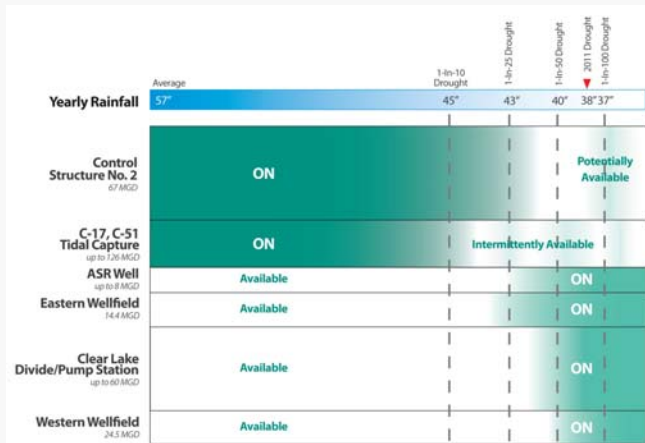 1-In-25 Drought
1-In-50 Drought
2011 Drought
1-In-100 Drought
1-In-10
Drought
Average
Yearly Rainfall
57” 45” 43” 40” 38” 37”
Control
Structure No. 2
67 MGD
ON
Potentially
Available
C-17, C-51
Tidal Capture
up to 126 MGD
ON
Intermittently Available
ASR Well
up to 8 MGD
Available
ON
Eastern Wellfield
14.4 MGD
Available
ON
Clear Lake
Divide/Pump Station
up to 60 MGD
Available
ON
Western Wellfield
24.5 MGD
Available
ON